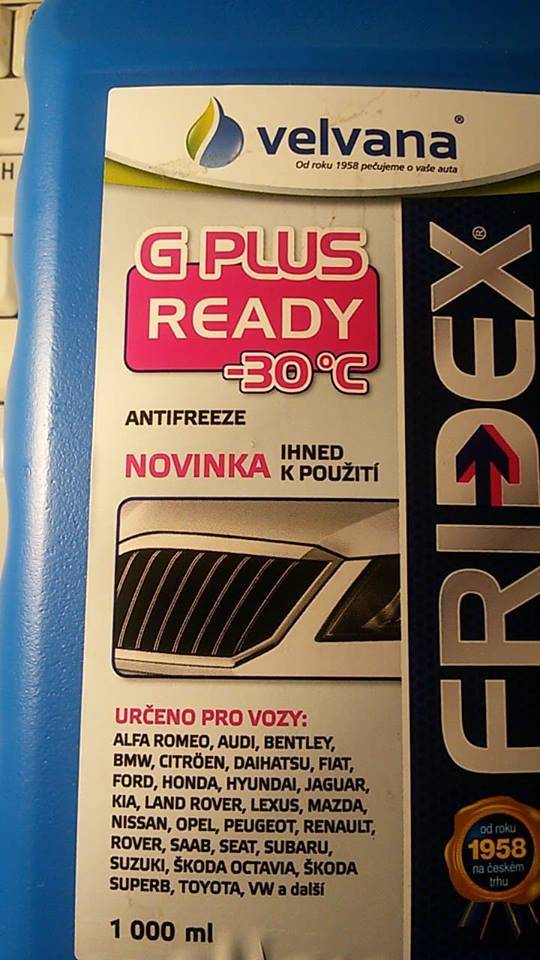 Z
H
velvana®
Od roku 1958 pečujeme o vaše auta
G PLUS
READY
-30 °C
ANTIFREEZE
NOVINKA IHNED
K POUŽITÍ
FRIDEX®
URČENO PRO VOZY:
ALFA ROMEO, AUDI, BENTLEY,
BMW, CITRÖEN, DAIHATSU, FIAT,
FORD, HONDA, HYUNDAI, JAGUAR,
KIA, LAND ROVER, LEXUS, MAZDA,
NISSAN, OPEL, PEUGEOT, RENAULT,
ROVER, SAAB, SEAT, SUBARU,
SUZUKI, ŠKODA OCTAVIA, ŠKODA
SUPERB, TOYOTA, VW a další
1 000 ml
od roku
1958
na českém
trhu